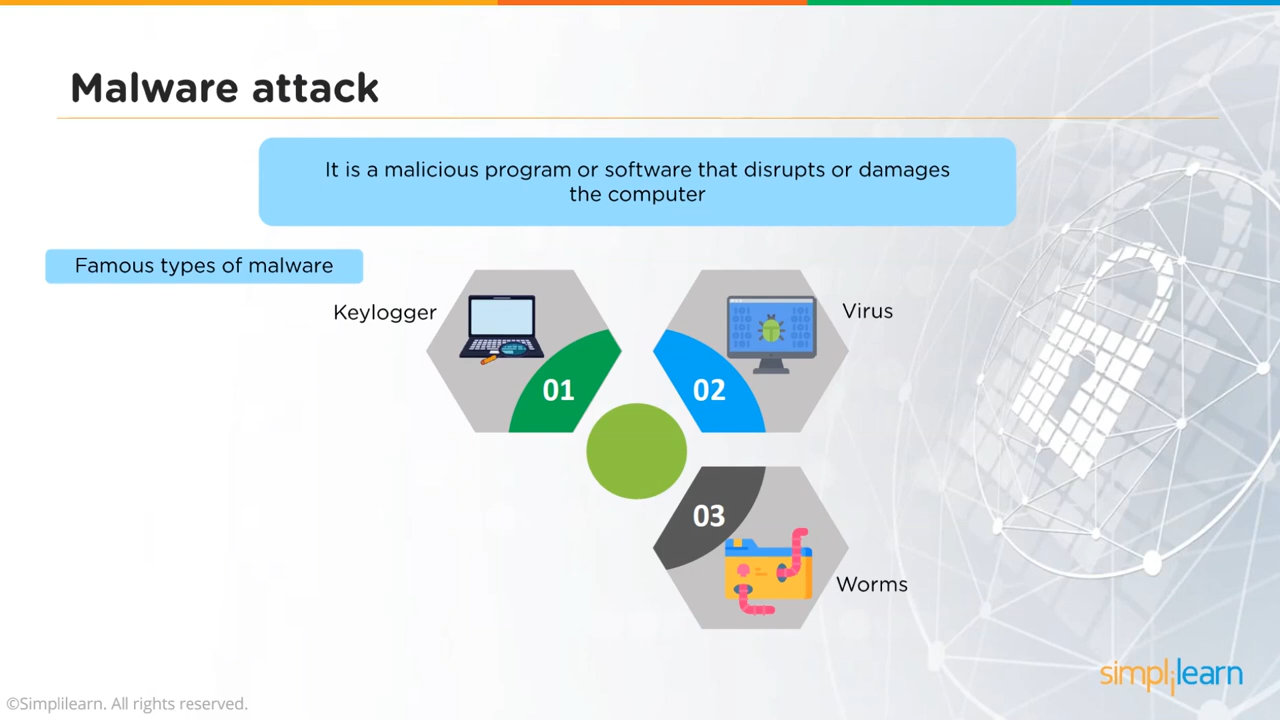 Malware attack
It is a malicious program or software that disrupts or damages
the computer
Famous types of malware
Keylogger
Virus
01
02
03
Worms
simplilearn
©Simplilearn. All rights reserved.